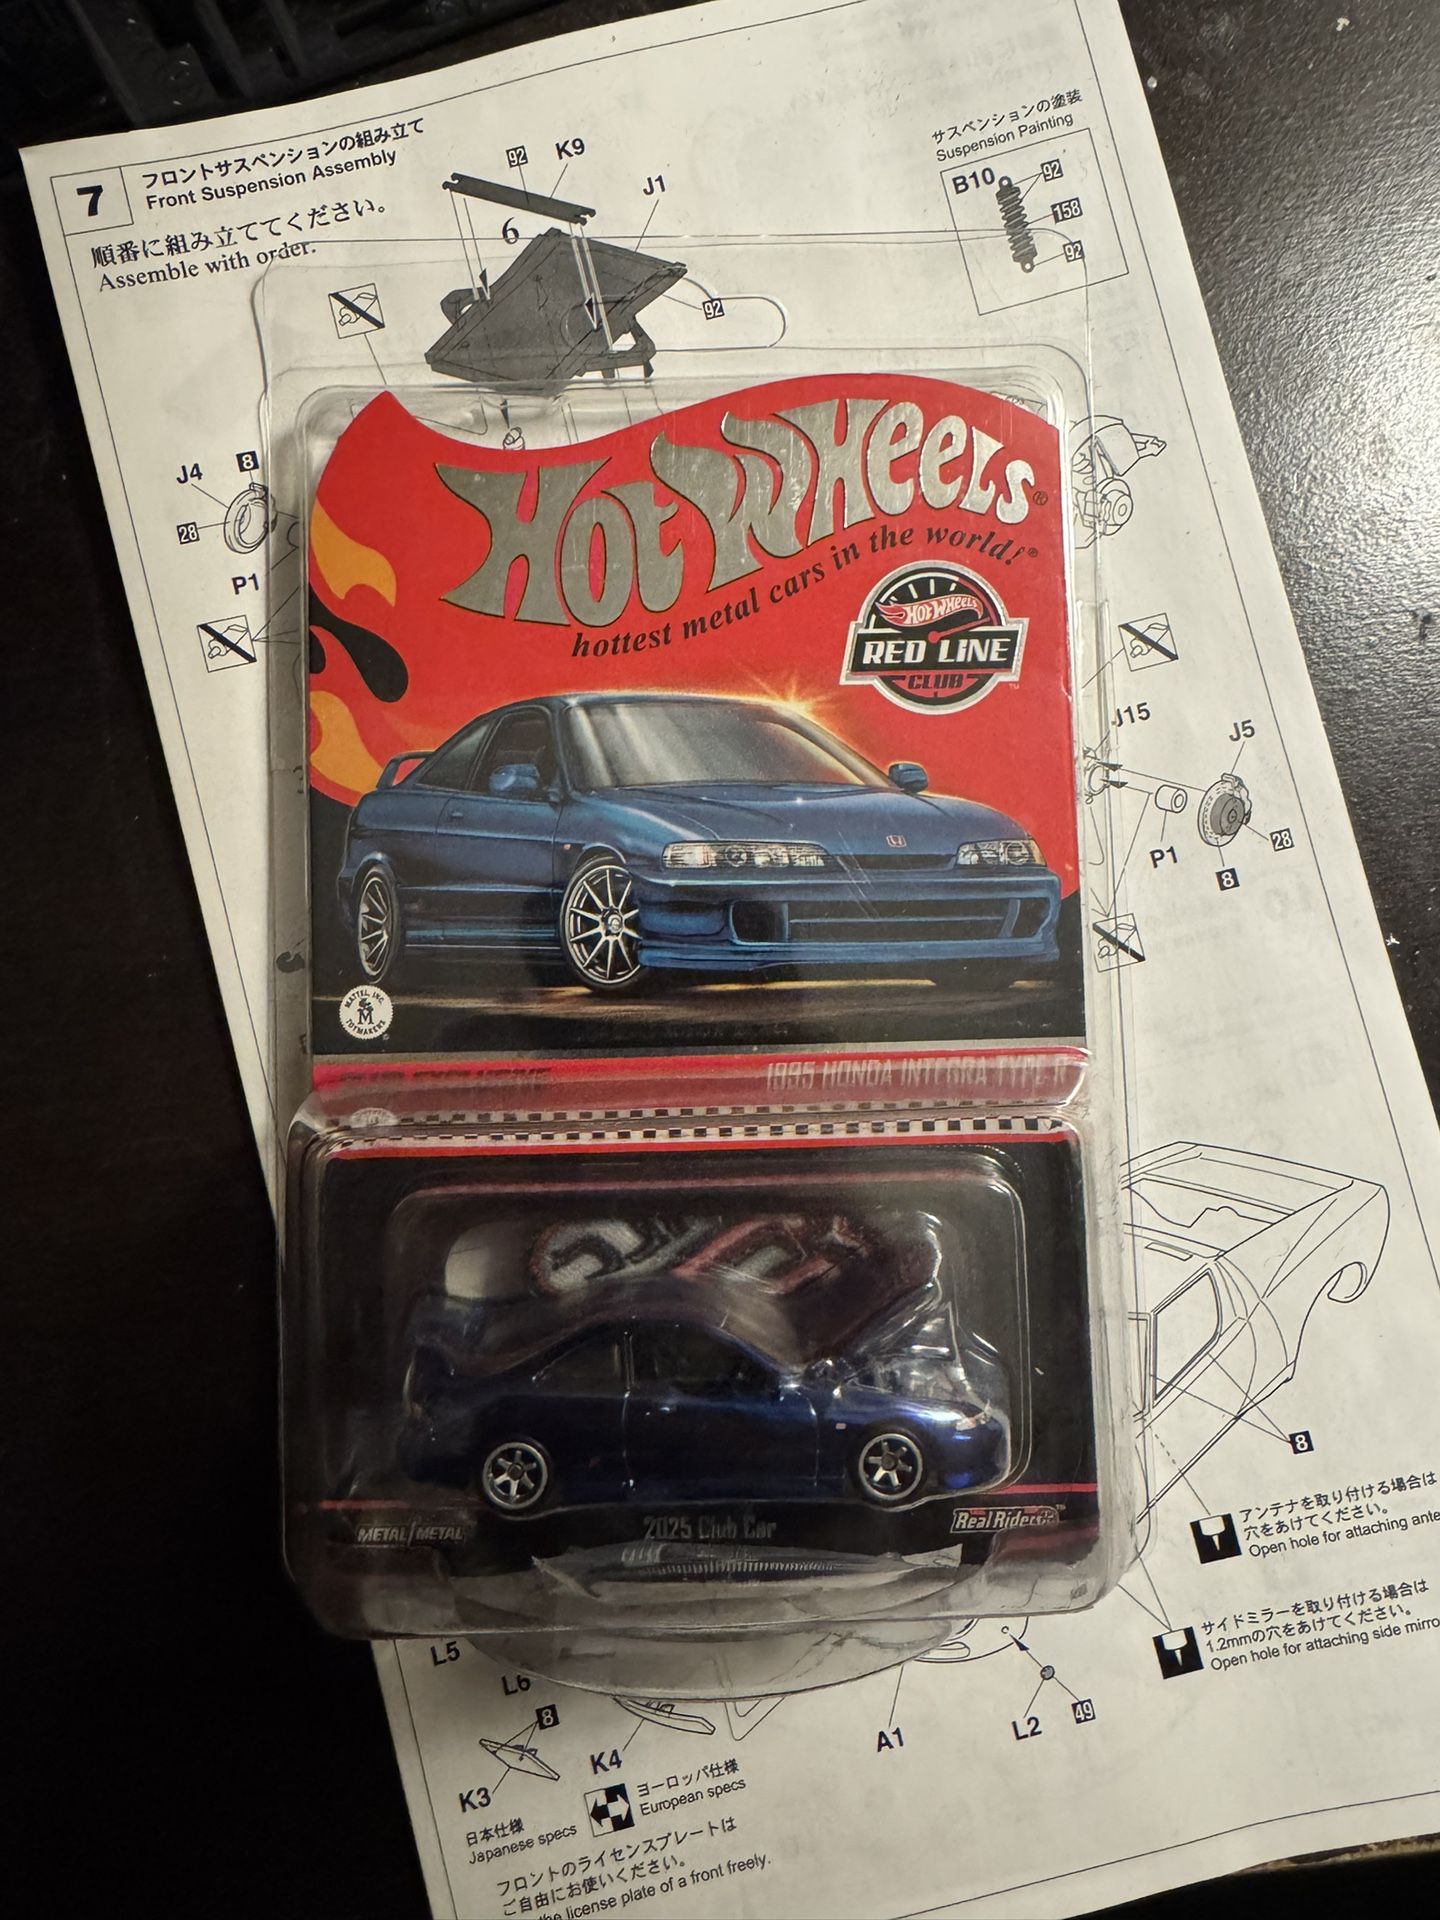 7
フロントサスペンションの組み立て
Front Suspension Assembly
順番に組み立ててください。
Assemble with order.
92
K9
J1
6
92
サスペンションの塗装
Suspension Painting
B10
92
158
92
J4
8
28
P1
HOT WHEELS®
hottest metal cars in the world!®
HOT WHEELS
RED LINE
CLUB™
J15
J5
P1
28
8
MATTEL, INC.
M
TOYMAKERS
CLUB EXCLUSIVE
1995 HONDA INTEGRA TYPE R
METAL/METAL
2025 Club Car
Real Riders™
8
アンテナを取り付ける場合は
穴をあけてください。
Open hole for attaching ante
サイドミラーを取り付ける場合は
1.2mmの穴をあけてください。
Open hole for attaching side mirro
L5
L6
8
K3
K4
A1
L2
49
日本仕様
Japanese specs
ヨーロッパ仕様
European specs
フロントのライセンスプレートは
ご自由にお使いください。
the license plate of a front freely.